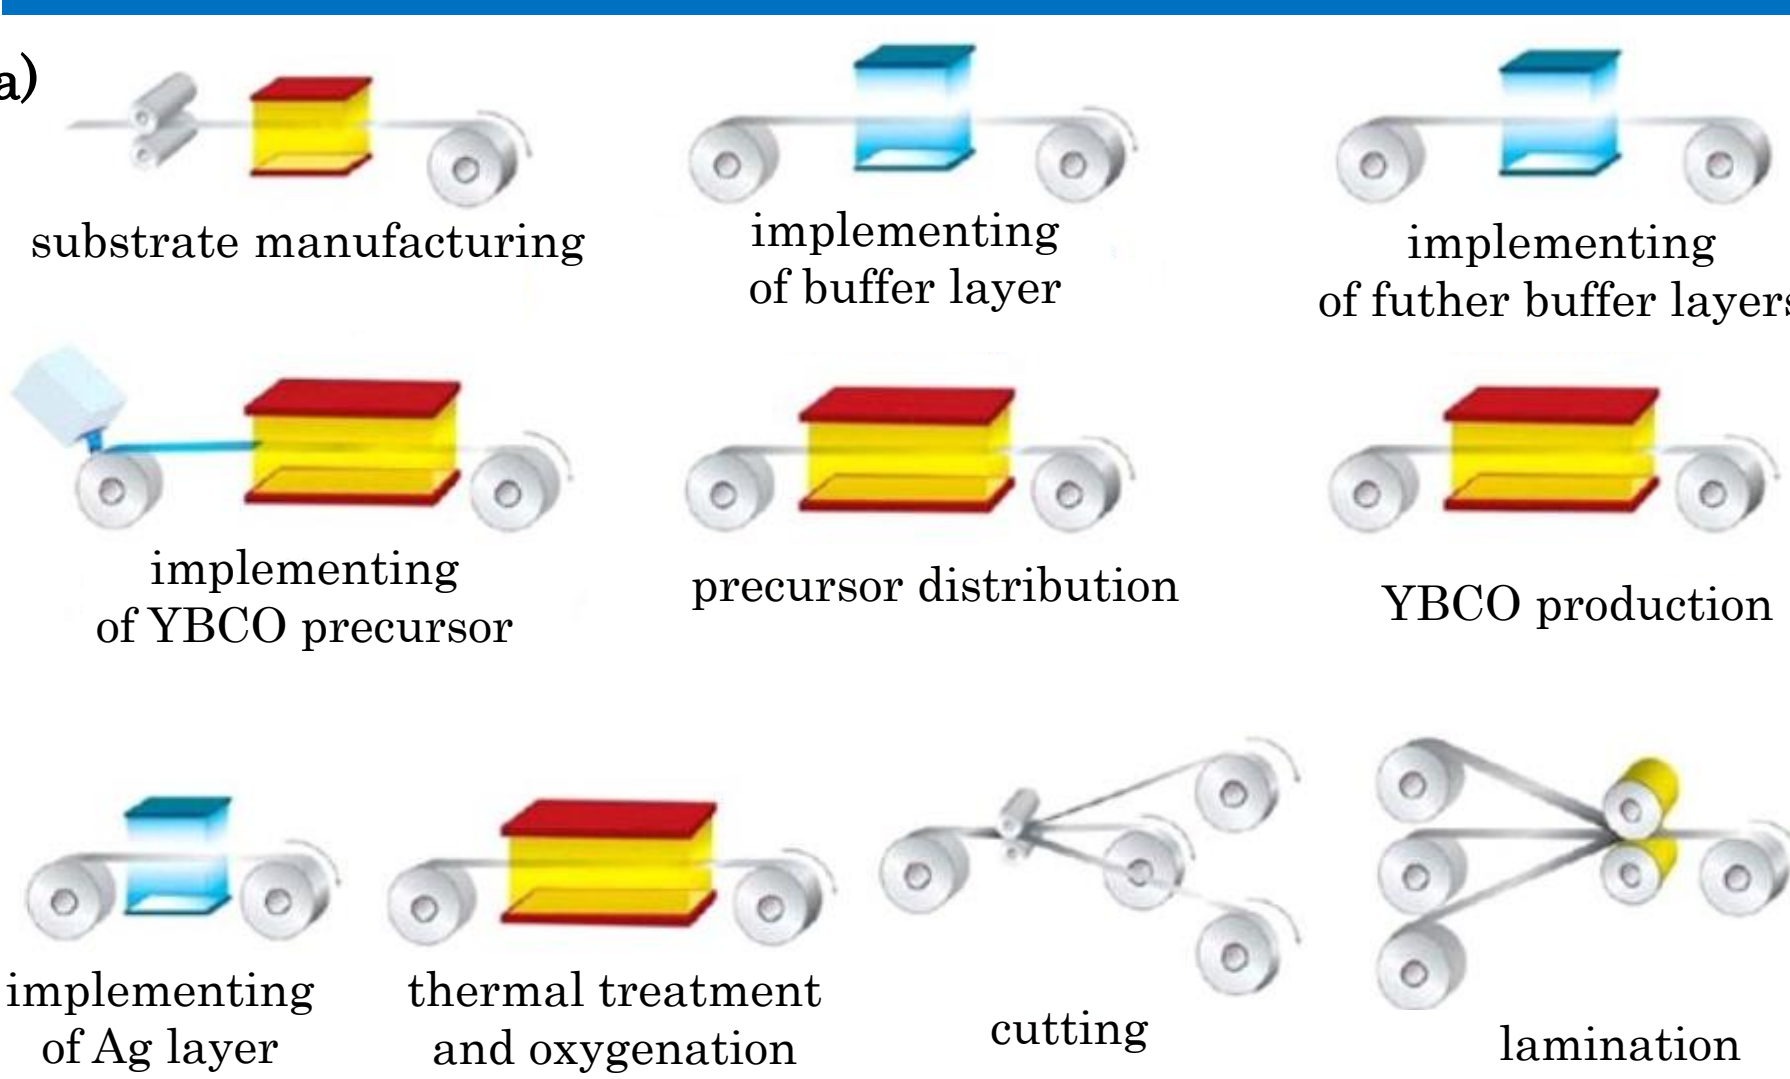 a)
substrate manufacturing
implementing
of buffer layer
implementing
of futher buffer layers
implementing
of YBCO precursor
precursor distribution
YBCO production
implementing
of Ag layer
thermal treatment
and oxygenation
cutting
lamination